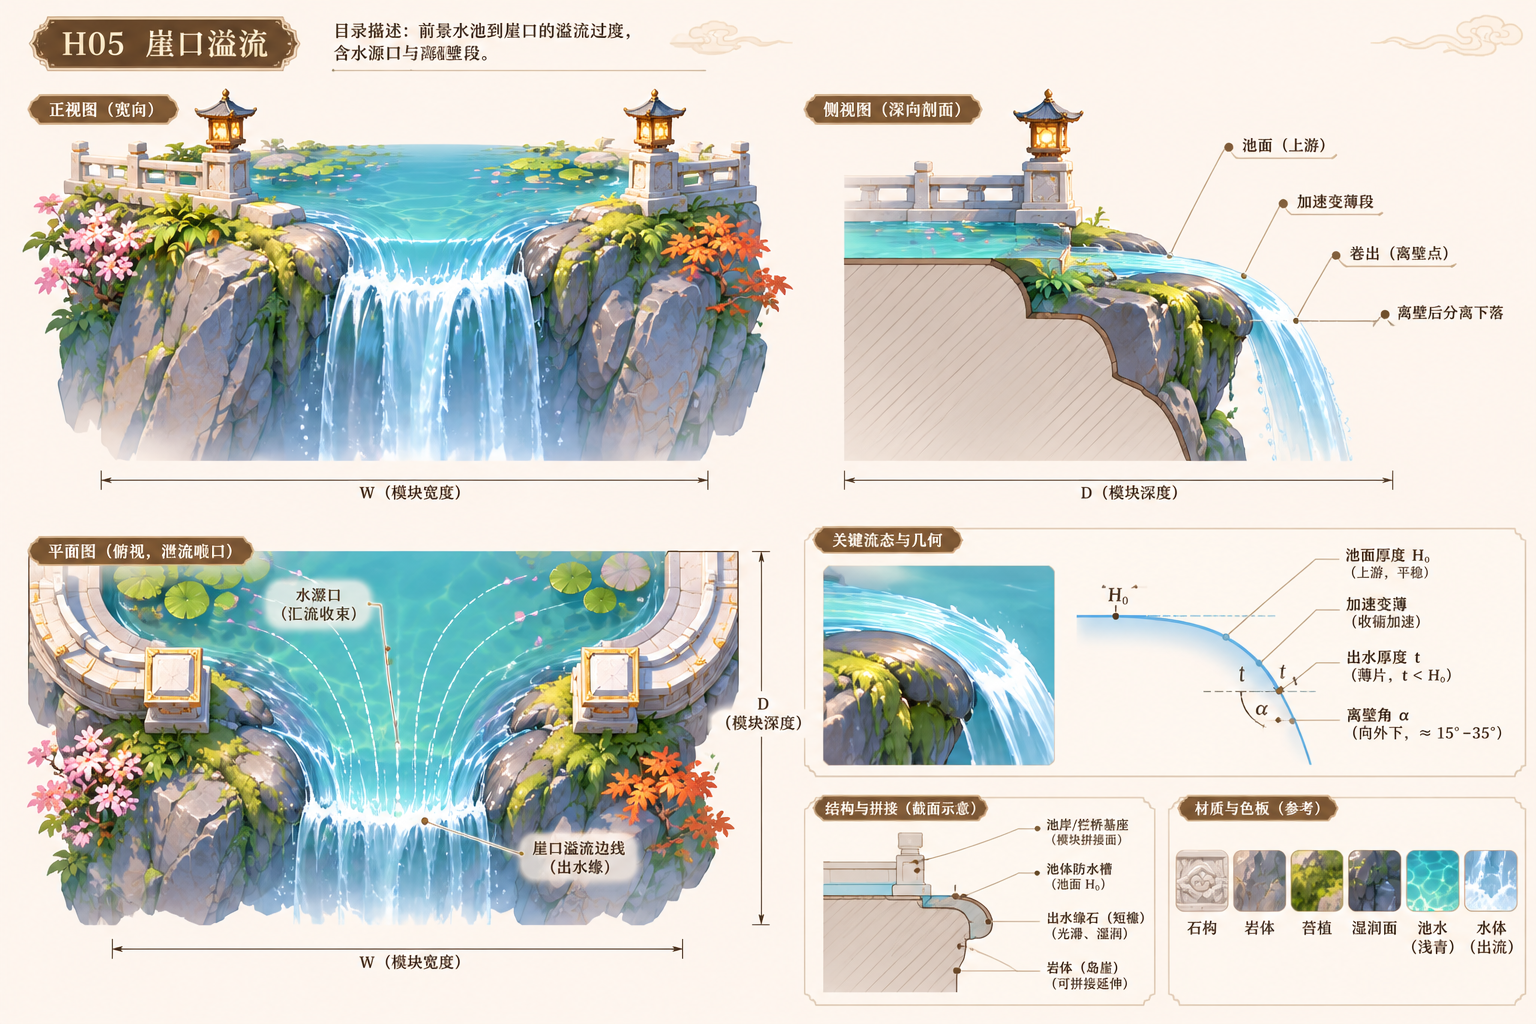 H05 崖口溢流
目录描述：前景水池到崖口的溢流过度，
含水源口与段。
正视图（宽向）
W（模块宽度）
侧视图（深向剖面）
池面（上游）
加速变薄段
卷出（离壁点）
离壁后分离下落
D（模块深度）
平面图（俯视，流口）
水源口
（汇流收束）
崖口溢流边线
（出水缘）
D
（模块深度）
W（模块宽度）
关键流态与几何
H₀
t
t
α
池面厚度 H₀
（上游，平稳）
加速变薄
（收加速）
出水厚度 t
（薄片，t < H₀）
离壁角 α
（向外下，≈ 15°–35°）
结构与拼接（截面示意）
池岸/栏桥基座
（模块拼接面）
池体防水槽
（池面 H₀）
出水缘石（短）
（光滑、湿润）
岩体（岛崖）
（可拼接延伸）
材质与色板（参考）
石构
岩体
苔植
湿润面
池水
（浅青）
水体
（出流）